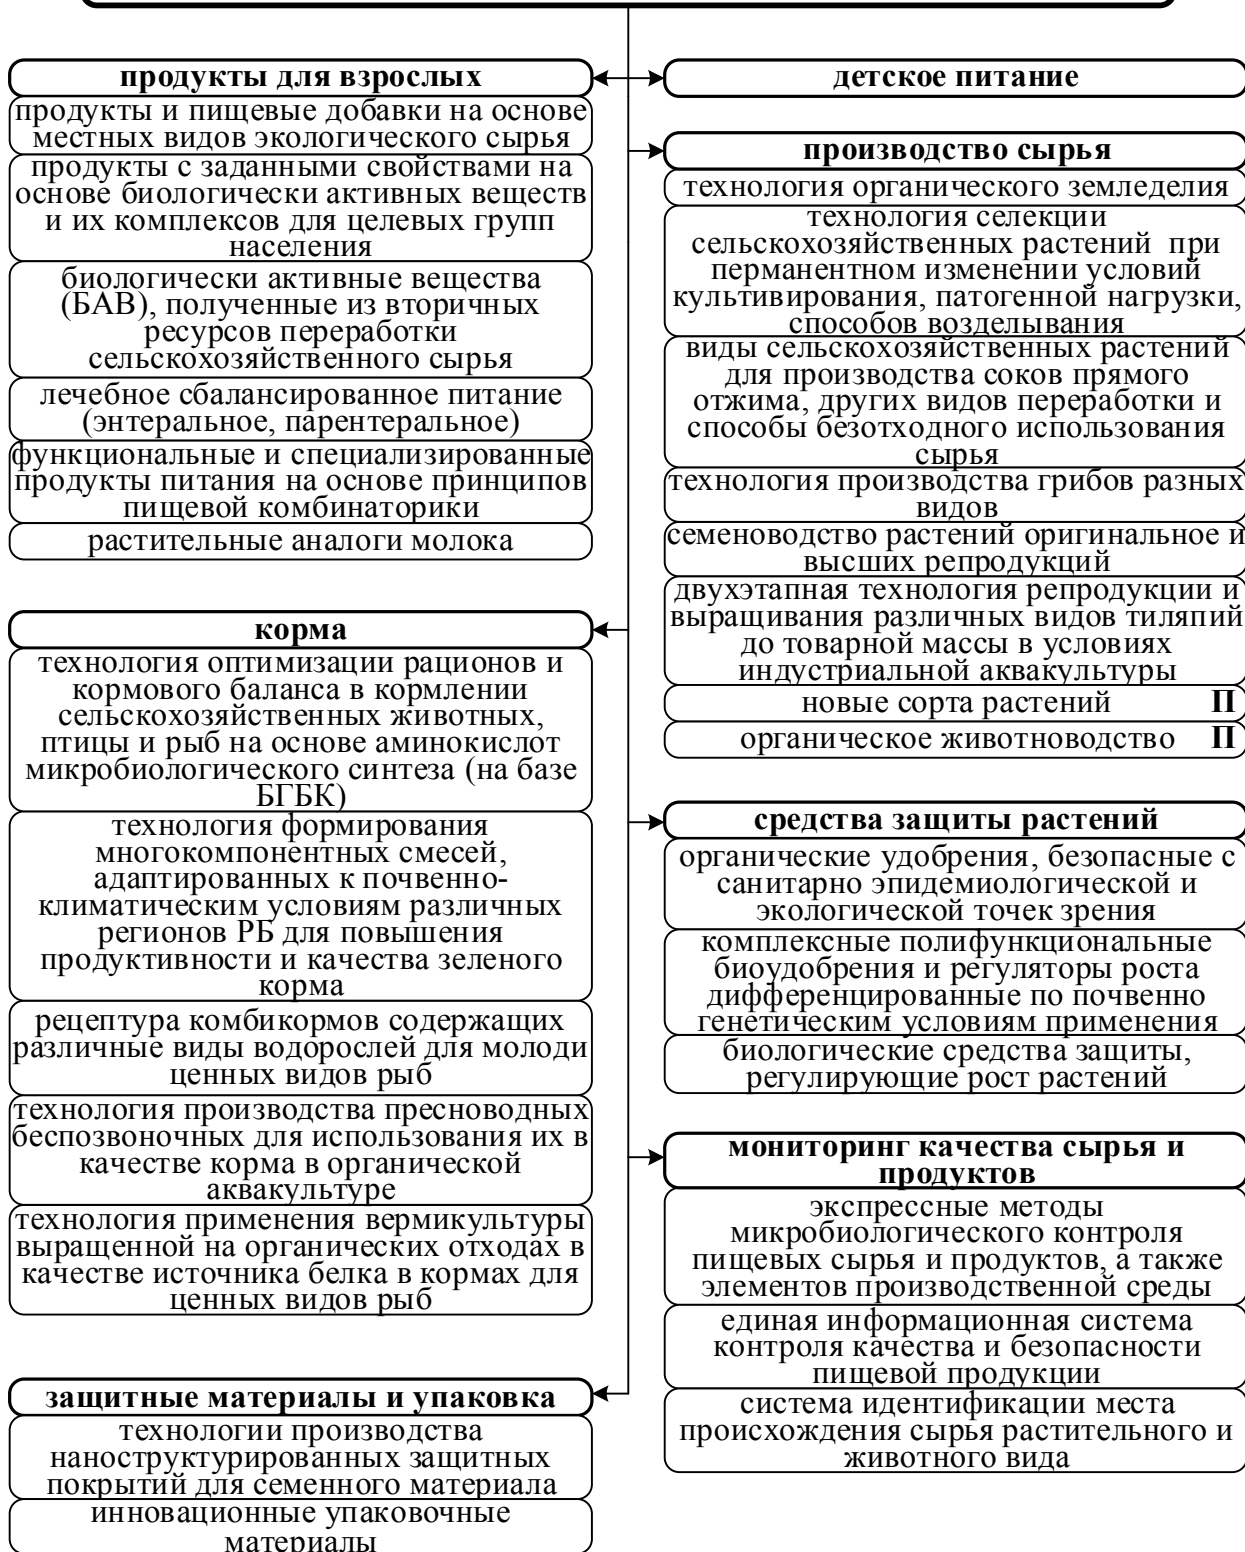 продукты для взрослых
продукты и пищевые добавки на основе
местных видов экологического сырья
продукты с заданными свойствами на
основе биологически активных веществ
и их комплексов для целевых групп
населения
биологически активные вещества
(БАВ), полученные из вторичных
ресурсов переработки
сельскохозяйственного сырья
лечебное сбалансированное питание
(энтеральное, парентеральное)
функциональные и специализированные
продукты питания на основе принципов
пищевой комбинаторики
растительные аналоги молока
корма
технология оптимизации рационов и
кормового баланса в кормлении
сельскохозяйственных животных,
птицы и рыб на основе аминокислот
микробиологического синтеза (на базе
БГБК)
технология формирования
многокомпонентных смесей,
адаптированных к почвенно-
климатическим условиям различных
регионов РБ для повышения
продуктивности и качества зеленого
корма
рецептура комбикормов содержащих
различные виды водорослей для молоди
ценных видов рыб
технология производства пресноводных
беспозвоночных для использования их в
качестве корма в органической
аквакультуре
технология применения вермикультуры
выращенной на органических отходах в
качестве источника белка в кормах для
ценных видов рыб
защитные материалы и упаковка
технологии производства
наноструктурированных защитных
покрытий для семенного материала
инновационные упаковочные
материалы
детское питание
производство сырья
технология органического земледелия
технология селекции
сельскохозяйственных растений при
перманентном изменении условий
культивирования, патогенной нагрузки,
способов возделывания
виды сельскохозяйственных растений
для производства соков прямого
отжима, других видов переработки и
способы безотходного использования
сырья
технология производства грибов разных
видов
семеноводство растений оригинальное и
высших репродукций
двухэтапная технология репродукции и
выращивания различных видов тиляпий
до товарной массы в условиях
индустриальной аквакультуры
новые сорта растений П
органическое животноводство П
средства защиты растений
органические удобрения, безопасные с
санитарно эпидемиологической и
экологической точек зрения
комплексные полифункциональные
биоудобрения и регуляторы роста
дифференцированные по почвенно
генетическим условиям применения
биологические средства защиты,
регулирующие рост растений
мониторинг качества сырья и
продуктов
экспрессные методы
микробиологического контроля
пищевых сырья и продуктов, а также
элементов производственной среды
единая информационная система
контроля качества и безопасности
пищевой продукции
система идентификации места
происхождения сырья растительного и
животного вида